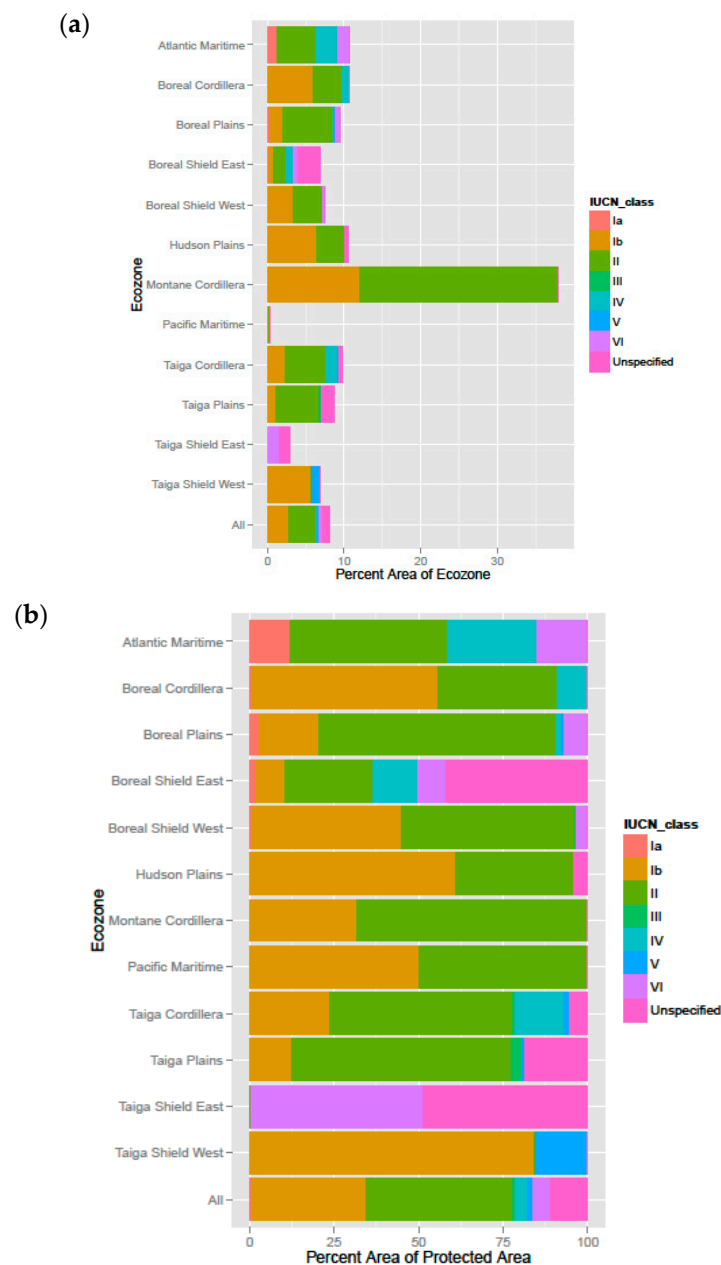 (a)
Atlantic Maritime
Boreal Cordillera
Boreal Plains
Boreal Shield East
Boreal Shield West
Hudson Plains
Montane Cordillera
Pacific Maritime
Taiga Cordillera
Taiga Plains
Taiga Shield East
Taiga Shield West
All
Ecozone
0 10 20 30
Percent Area of Ecozone
IUCN_class
Ia
Ib
II
III
IV
V
VI
Unspecified
(b)
Atlantic Maritime
Boreal Cordillera
Boreal Plains
Boreal Shield East
Boreal Shield West
Hudson Plains
Montane Cordillera
Pacific Maritime
Taiga Cordillera
Taiga Plains
Taiga Shield East
Taiga Shield West
All
Ecozone
0 25 50 75 100
Percent Area of Protected Area
IUCN_class
Ia
Ib
II
III
IV
V
VI
Unspecified